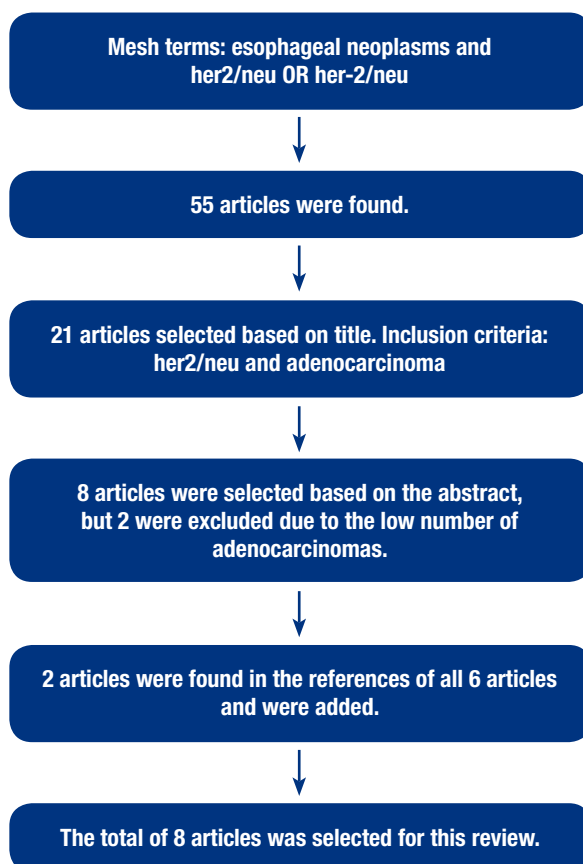 Mesh terms: esophageal neoplasms and
her2/neu OR her-2/neu
55 articles were found.
21 articles selected based on title. Inclusion criteria:
her2/neu and adenocarcinoma
8 articles were selected based on the abstract,
but 2 were excluded due to the low number of
adenocarcinomas.
2 articles were found in the references of all 6 articles
and were added.
The total of 8 articles was selected for this review.